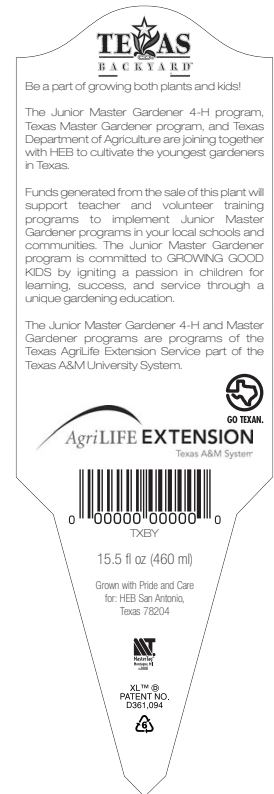 TEXAS
BACKYARD™
Be a part of growing both plants and kids!
The Junior Master Gardener 4-H program,
Texas Master Gardener program, and Texas
Department of Agriculture are joining together
with HEB to cultivate the youngest gardeners
in Texas.
Funds generated from the sale of this plant will
support teacher and volunteer training
programs to implement Junior Master
Gardener programs in your local schools and
communities. The Junior Master Gardener
program is committed to GROWING GOOD
KIDS by igniting a passion in children for
learning, success, and service through a
unique gardening education.
The Junior Master Gardener 4-H and Master
Gardener programs are programs of the
Texas AgriLife Extension Service part of the
Texas A&M University System.
GO TEXAN.
AgriLIFE EXTENSION
Texas A&M System
0 00000 00000 0
TXBY
15.5 fl oz (460 ml)
Grown with Pride and Care
for: HEB San Antonio,
Texas 78204
MasterTag®
Montague, MI
XL™ ®
PATENT NO.
D361,094
6